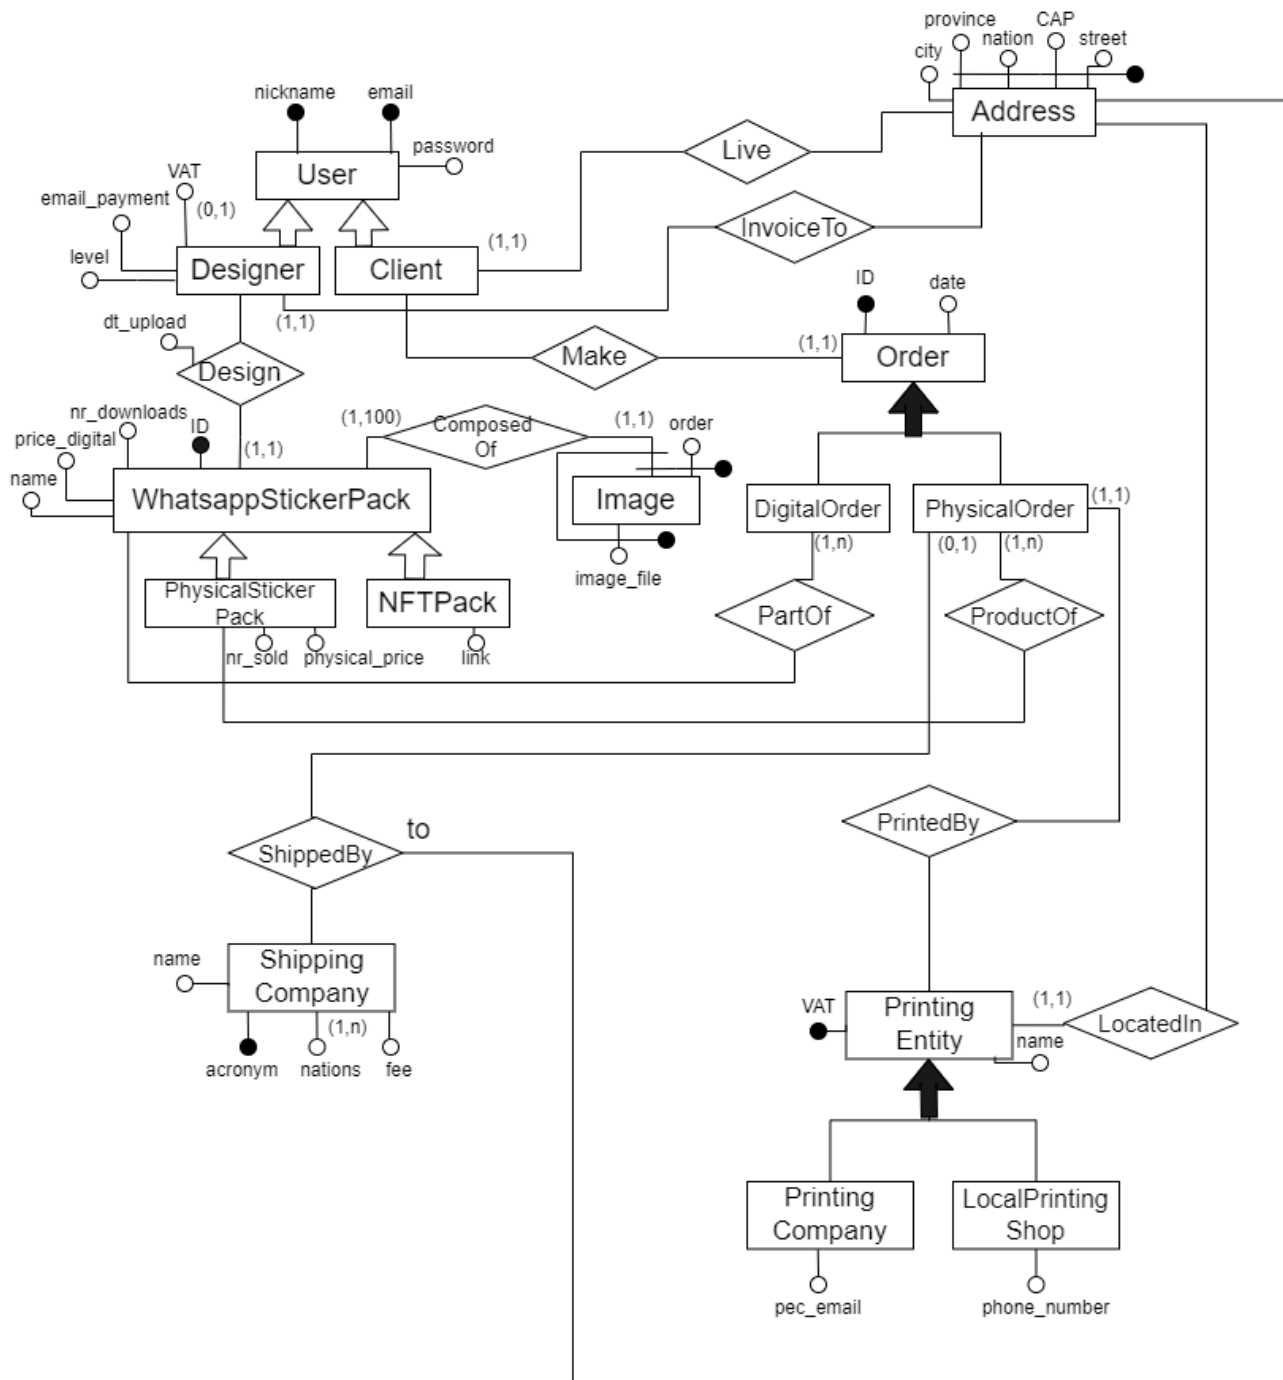 province
CAP
nation
street
city
Address
nickname
email
password
User
Live
VAT
(0,1)
email_payment
level
Designer
Client
(1,1)
InvoiceTo
(1,1)
ID
date
dt_upload
Design
Make
(1,1)
Order
nr_downloads
price_digital
name
ID
(1,1)
(1,100)
Composed
Of
(1,1)
order
WhatsappStickerPack
Image
image_file
DigitalOrder
PhysicalOrder
(1,1)
(1,n)
(0,1)
(1,n)
PhysicalSticker
Pack
NFTPack
nr_sold
physical_price
link
PartOf
ProductOf
to
ShippedBy
PrintedBy
name
Shipping
Company
(1,n)
acronym
nations
fee
VAT
Printing
Entity
(1,1)
name
LocatedIn
Printing
Company
LocalPrinting
Shop
pec_email
phone_number